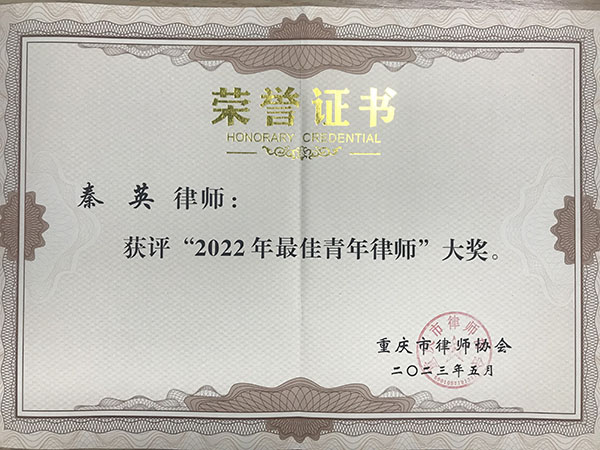 荣誉证书
HONORARY CREDENTIAL
秦 英 律师：
获评“2022年最佳青年律师”大奖。
重庆市律师协会
二〇二三年五月